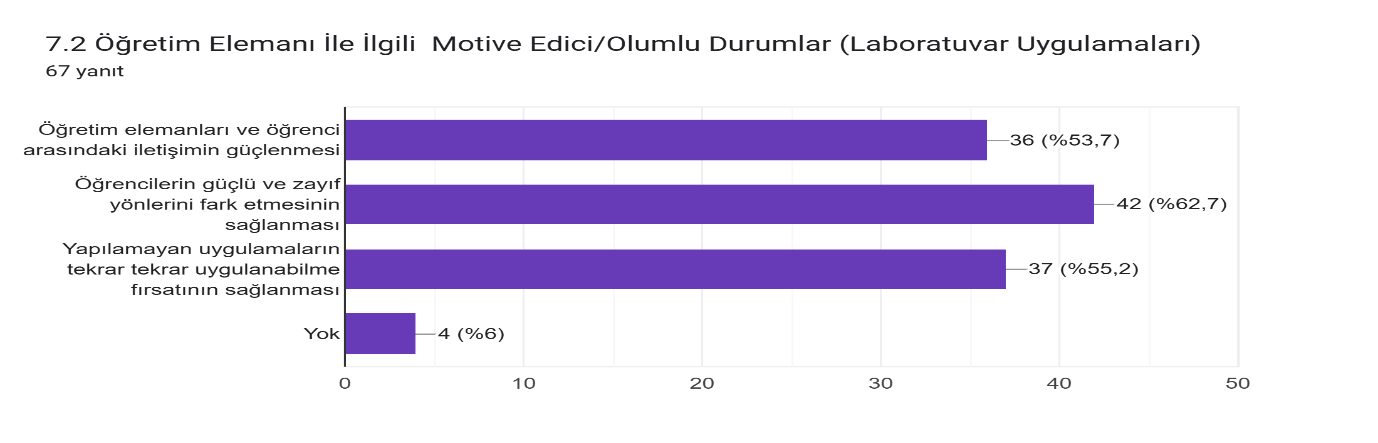 7.2 Öğretim Elemanı İle İlgili  Motive Edici/Olumlu Durumlar (Laboratuvar Uygulamaları)
67 yanıt
Öğretim elemanları ve öğrenci
arasındaki iletişimin güçlenmesi
36 (%53,7)
Öğrencilerin güçlü ve zayıf
yönlerini fark etmesinin
sağlanması
42 (%62,7)
Yapılamayan uygulamaların
tekrar tekrar uygulanabilme
fırsatının sağlanması
37 (%55,2)
Yok
4 (%6)
0 10 20 30 40 50